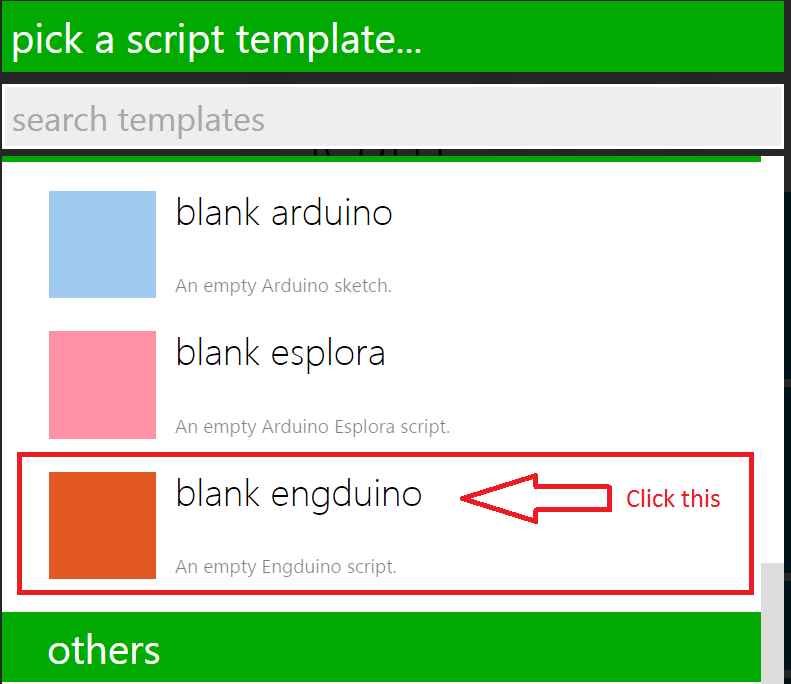 pick a script template...
search templates
blank arduino
An empty Arduino sketch.
blank esplora
An empty Arduino Esplora script.
blank engduino
Click this
An empty Engduino script.
others